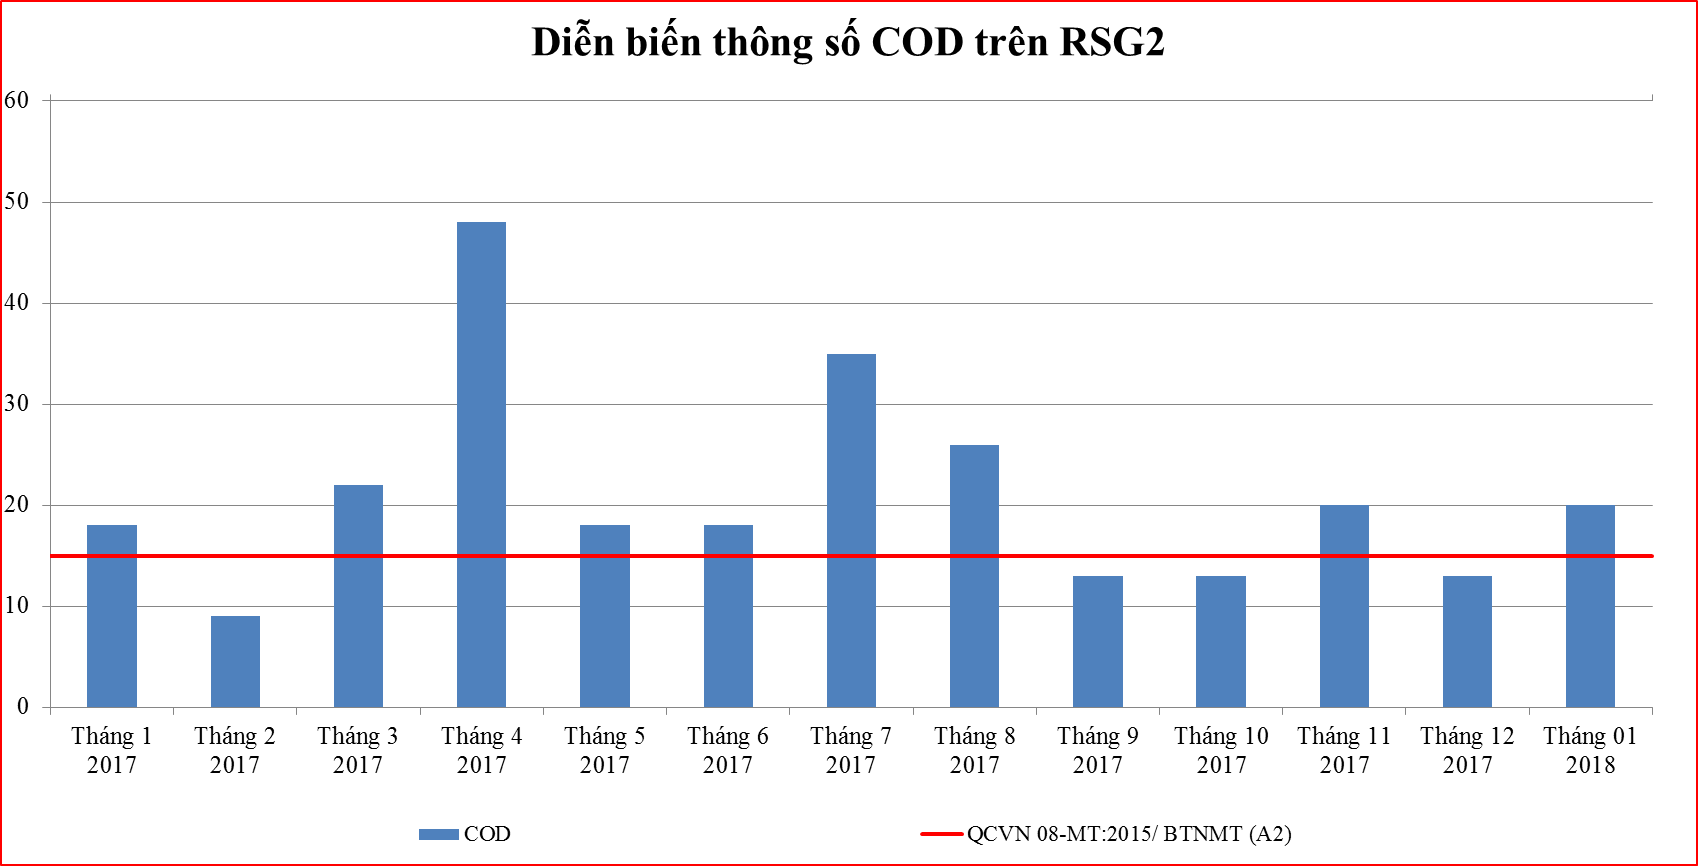 Diễn biến thông số COD trên RSG2
60
50
40
30
20
10
0
Tháng 1 2017
Tháng 2 2017
Tháng 3 2017
Tháng 4 2017
Tháng 5 2017
Tháng 6 2017
Tháng 7 2017
Tháng 8 2017
Tháng 9 2017
Tháng 10 2017
Tháng 11 2017
Tháng 12 2017
Tháng 01 2018
COD
QCVN 08-MT:2015/ BTNMT (A2)